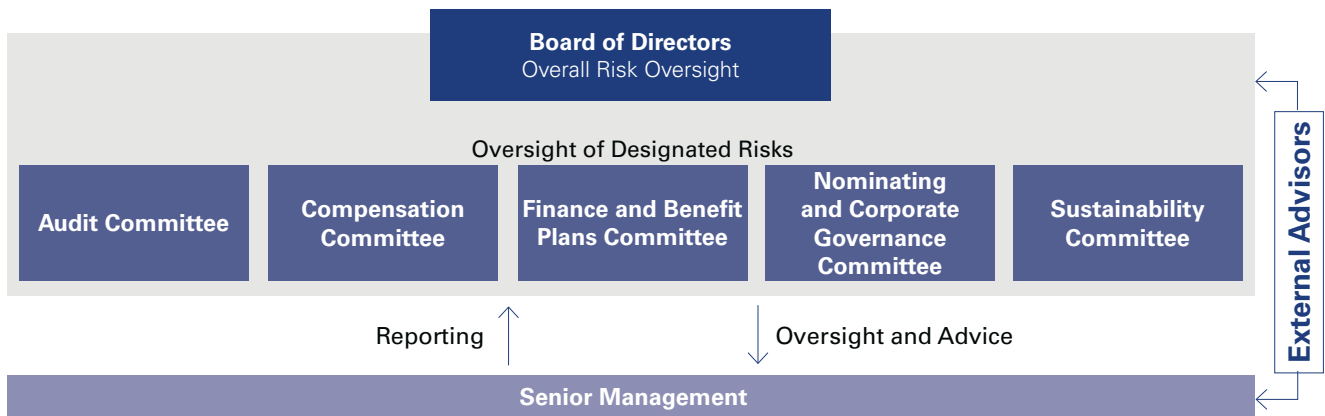 Board of Directors
Overall Risk Oversight
Oversight of Designated Risks
Audit Committee
Compensation
Committee
Finance and Benefit
Plans Committee
Nominating
and Corporate
Governance
Committee
Sustainability
Committee
External Advisors
Reporting
Oversight and Advice
Senior Management